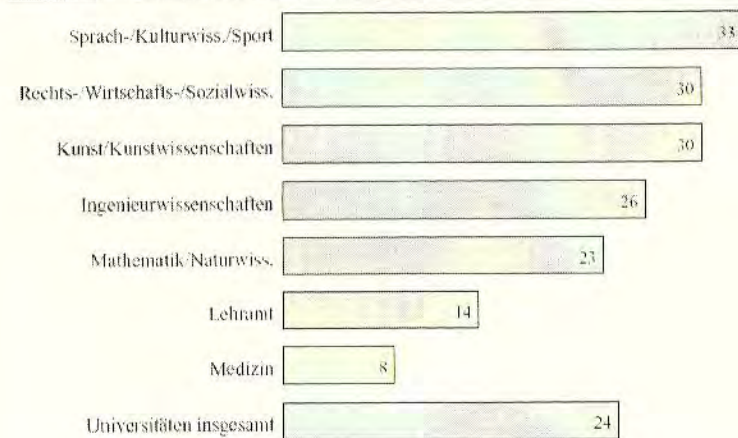 Sprach-/Kulturwiss./Sport 33
Rechts-/Wirtschafts-/Sozialwiss. 30
Kunst/Kunstwissenschaften 30
Ingenieurwissenschaften 26
Mathematik/Naturwiss. 23
Lehramt 14
Medizin 8
Universitäten insgesamt 24